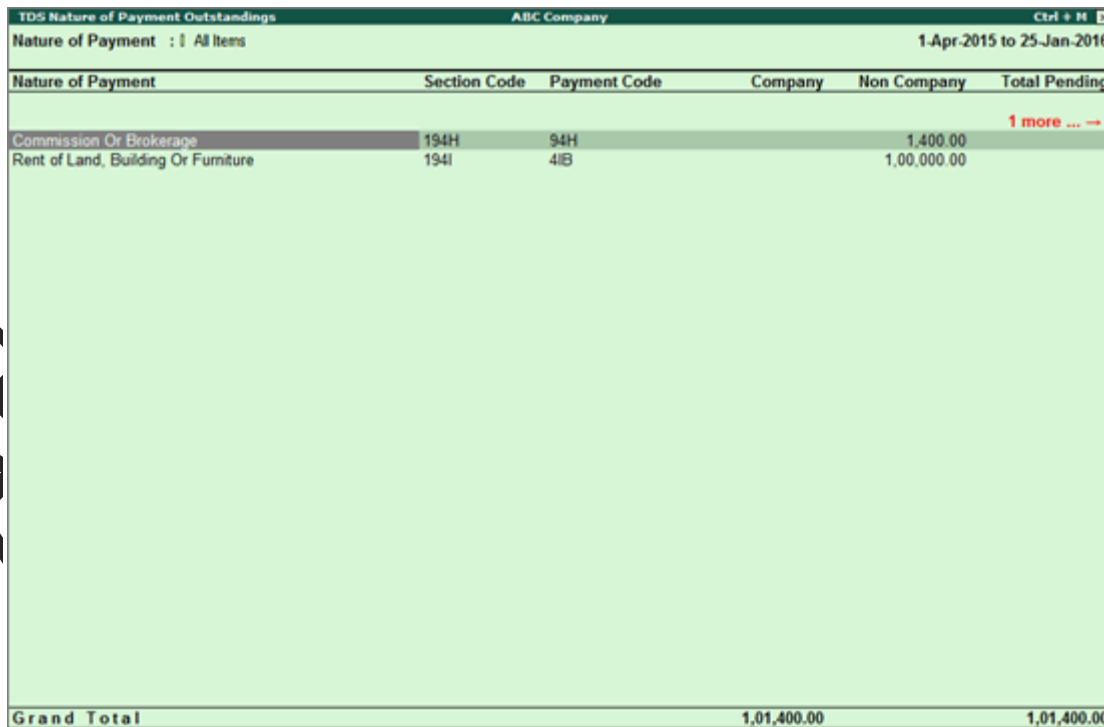 TDS Nature of Payment Outstandings ABC Company Ctrl + M
Nature of Payment : All Items 1-Apr-2015 to 25-Jan-2016
Nature of Payment Section Code Payment Code Company Non Company Total Pending
1 more ... →
Commission Or Brokerage 194H 94H 1,400.00
Rent of Land, Building Or Furniture 194I 4IB 1,00,000.00
Grand Total 1,01,400.00 1,01,400.00